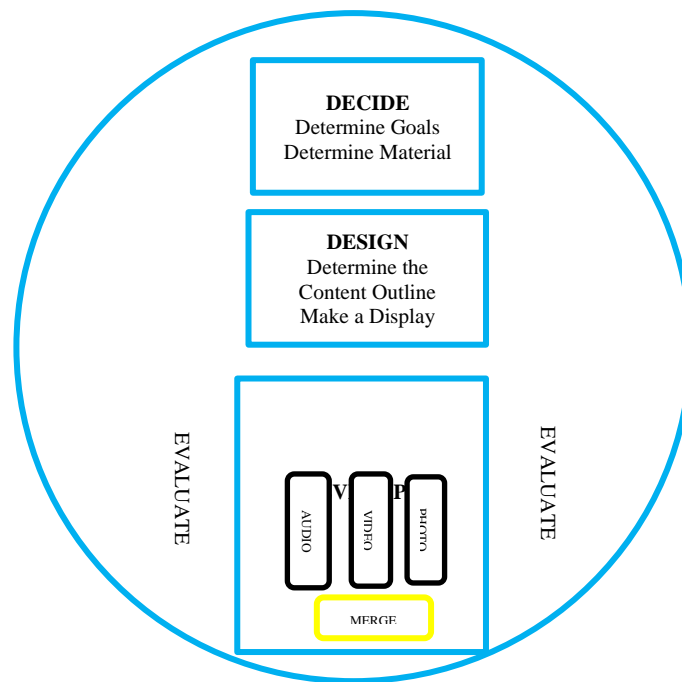 DECIDE
Determine Goals
Determine Material
DESIGN
Determine the
Content Outline
Make a Display
EVALUATE
EVALUATE
AUDIO
VIDEO
PHOTO
MERGE